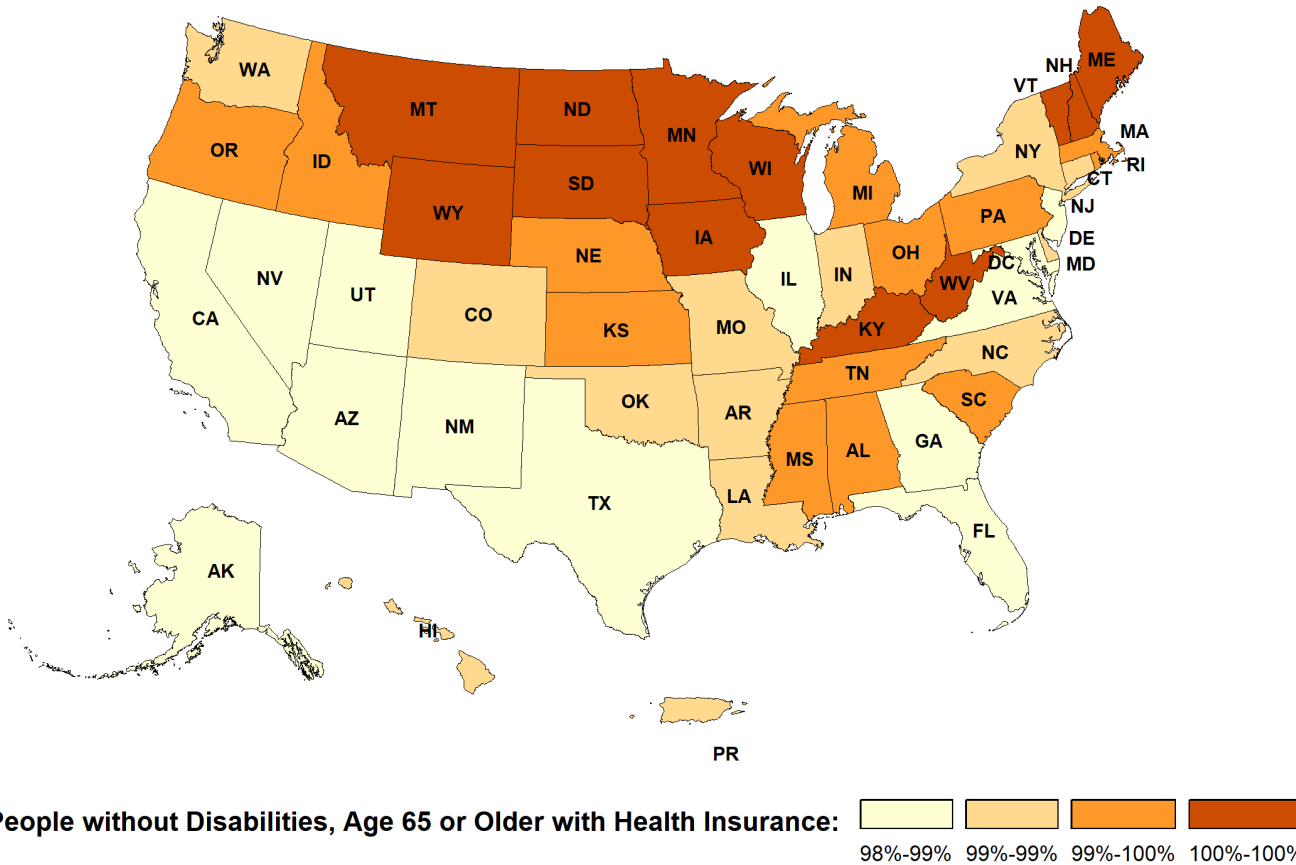 WA
MT
ND
MN
ME
NH
VT
OR
ID
WY
SD
WI
MI
NY
MA
RI
CT
NV
UT
NE
IA
IL
IN
OH
PA
NJ
DE
MD
DC
WV
VA
CA
CO
KS
MO
KY
NC
TN
SC
AZ
NM
OK
AR
MS
AL
GA
TX
LA
FL
AK
HI
PR
People without Disabilities, Age 65 or Older with Health Insurance:
98%-99% 99%-99% 99%-100% 100%-100%